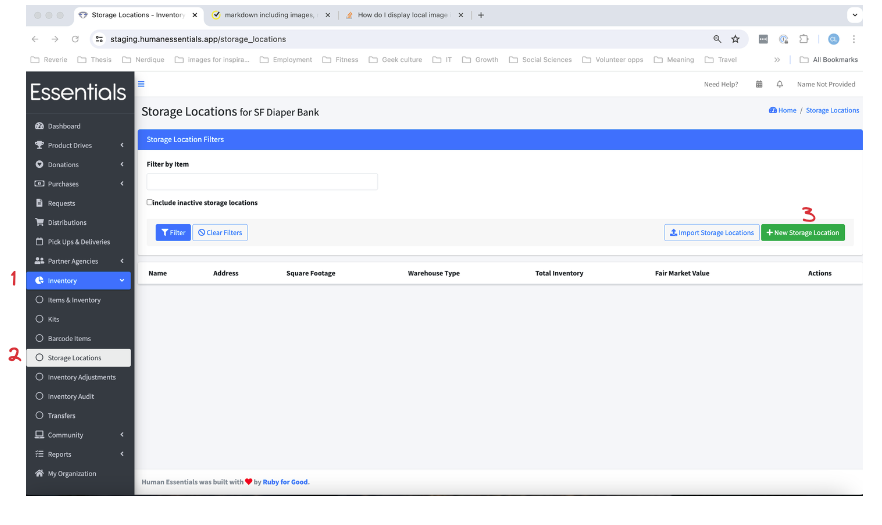 Storage Locations - Inventory
markdown including images,
How do I display local image
staging.humanessentials.app/storage_locations
Reverie
Thesis
Nerdique
Images for Inspire...
Employment
Fitness
Geek culture
IT
Growth
Social Sciences
Volunteer opps
Meaning
Travel
All Bookmarks
Essentials
Need Help?
Name Not Provided
Storage Locations for SF Diaper Bank
Home / Storage Locations
Dashboard
Product Drives
Donations
Purchases
Requests
Distributions
Pick Ups & Deliveries
Partner Agencies
1
Inventory
Items & Inventory
Kits
Barcode Items
2
Storage Locations
Inventory Adjustments
Inventory Audit
Transfers
Community
Reports
My Organization
Storage Location Filters
Filter by Item
include inactive storage locations
3
Filter
Clear Filters
Import Storage Locations
+ New Storage Location
Name Address Square Footage Warehouse Type Total Inventory Fair Market Value Actions
Human Essentials was built with ❤ by Ruby for Good.